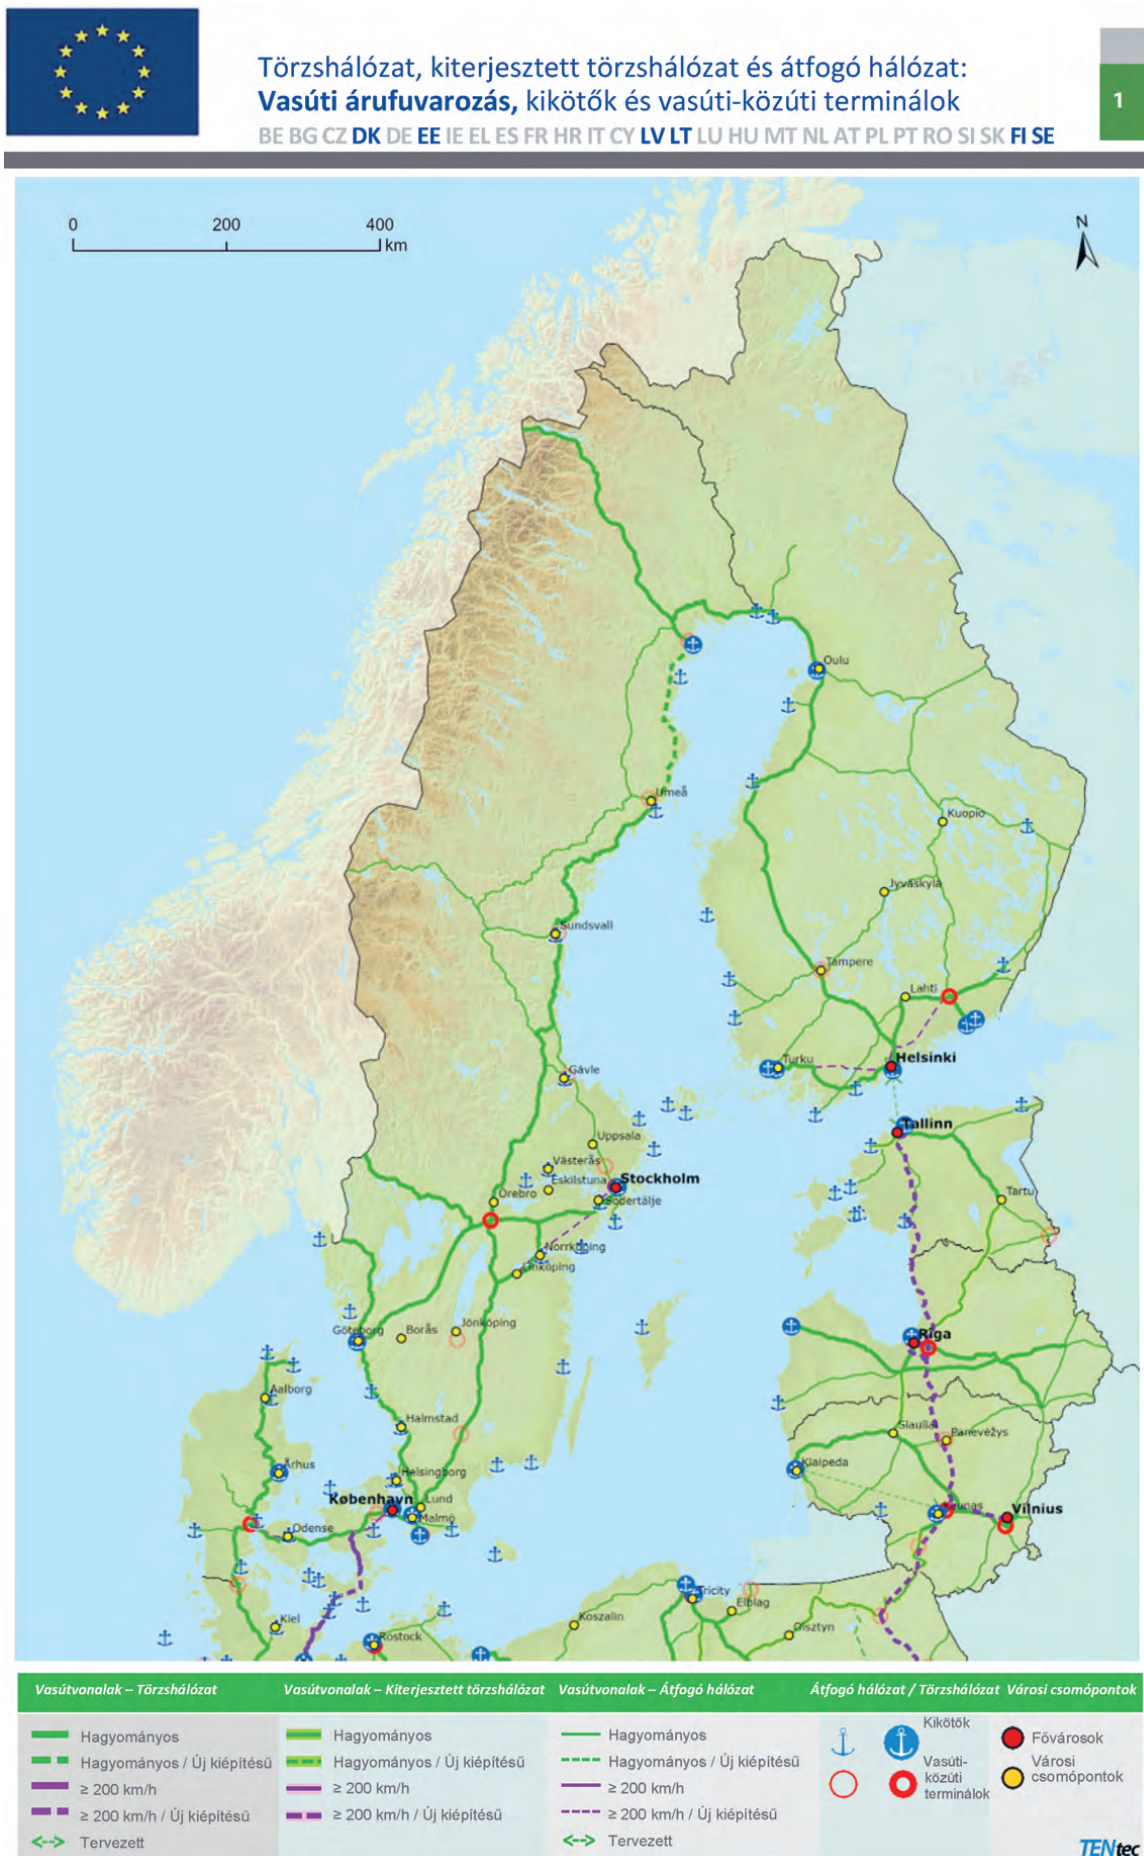 Törzshálózat, kiterjesztett törzshálózat és átfogó hálózat:
Vasúti árufuvarozás, kikötők és vasúti-közúti terminálok
BE BG CZ DK DE EE IE EL ES FR HR IT CY LV LT LU HU MT NL AT PL PT RO SI SK FI SE
1
0 200 400
km
N
Oulu
Umeå
Kuopio
Jyväskylä
Sundsvall
Tampere
Lahti
Helsinki
Turku
Gävle
Tallinn
Uppsala
Västerås
Stockholm
Eskilstuna
Södertälje
Örebro
Tartu
Norrköping
Linköping
Göteborg
Borås
Jönköping
Rīga
Aalborg
Halmstad
Panevėžys
Århus
Klaipeda
Helsingborg
København
Lund
Malmö
Odense
Kaunas
Vilnius
Kiel
Rostock
Koszalin
Tricity
Elblag
Olsztyn
Vasútvonalak – Törzshálózat
Hagyományos
Hagyományos / Új kiépítésű
≥ 200 km/h
≥ 200 km/h / Új kiépítésű
Tervezett
Vasútvonalak – Kiterjesztett törzshálózat
Hagyományos
Hagyományos / Új kiépítésű
≥ 200 km/h
≥ 200 km/h / Új kiépítésű
Vasútvonalak – Átfogó hálózat
Hagyományos
Hagyományos / Új kiépítésű
≥ 200 km/h
≥ 200 km/h / Új kiépítésű
Tervezett
Átfogó hálózat / Törzshálózat
Kikötők
Vasúti-
közúti
terminálok
Városi csomópontok
Fővárosok
Városi
csomópontok
TENtec